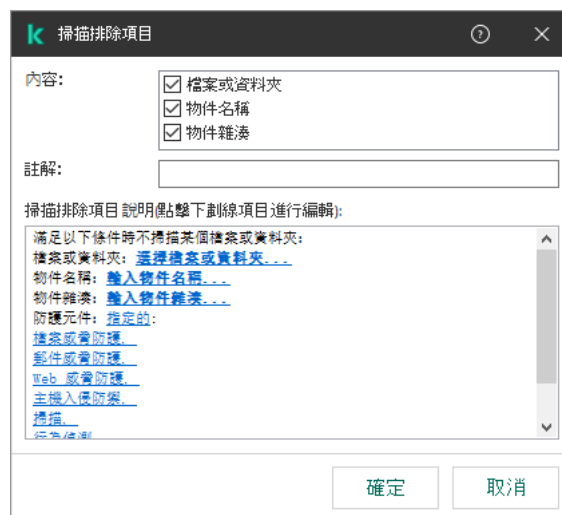 掃描排除項目
內容:
檔案或資料夾
物件名稱
物件雜湊
註解:
掃描排除項目說明(點擊下劃線項目進行編輯):
滿足以下條件時不掃描某個檔案或資料夾:
檔案或資料夾: 選擇檔案或資料夾...
物件名稱: 輸入物件名稱...
物件雜湊: 輸入物件雜湊...
防護元件: 指定的:
檔案威脅防護,
郵件威脅防護,
Web 威脅防護,
主機入侵防禦,
掃描,
行為偵測
確定 取消